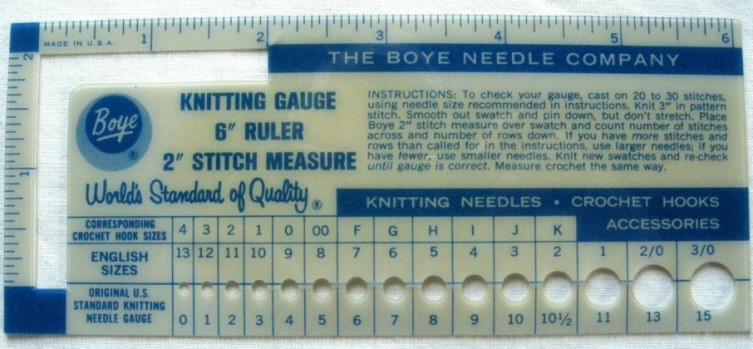 1 2 3 4 5 6
MADE IN U.S.A.
2
1
THE BOYE NEEDLE COMPANY
Boye
®
KNITTING GAUGE
6" RULER
2" STITCH MEASURE
World's Standard of Quality ®
INSTRUCTIONS: To check your gauge, cast on 20 to 30 stitches,
using needle size recommended in instructions. Knit 3" in pattern
stitch. Smooth out swatch and pin down, but don't stretch. Place
Boye 2" stitch measure over swatch and count number of stitches
across and number of rows down. If you have more stitches and
rows than called for in the instructions, use larger needles; if you
have fewer, use smaller needles. Knit new swatches and re-check
until gauge is correct. Measure crochet the same way.
KNITTING NEEDLES • CROCHET HOOKS
ACCESSORIES
CORRESPONDING
CROCHET HOOK SIZES 4 3 2 1 0 00 F G H I J K
ENGLISH
SIZES 13 12 11 10 9 8 7 6 5 4 3 2 1 2/0 3/0
ORIGINAL U.S.
STANDARD KNITTING
NEEDLE GAUGE 0 1 2 3 4 5 6 7 8 9 10 10½ 11 13 15